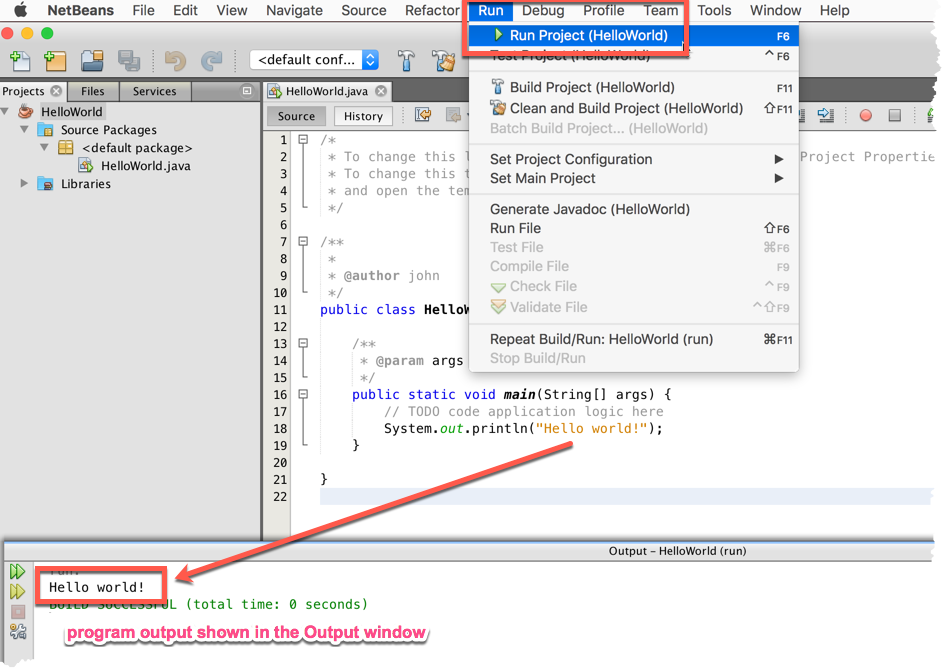 NetBeans File Edit View Navigate Source Refactor Run Debug Profile Team Tools Window Help
<default conf...
Projects Files Services
HelloWorld
Source Packages
<default package>
HelloWorld.java
Libraries
HelloWorld.java
Source History
Run Project (HelloWorld) F6
Test Project (HelloWorld) ^F6
Build Project (HelloWorld) F11
Clean and Build Project (HelloWorld) ⇧F11
Batch Build Project... (HelloWorld)
Set Project Configuration ▶
Set Main Project ▶
Generate Javadoc (HelloWorld)
Run File ⇧F6
Test File ⌘F6
Compile File F9
Check File ^F9
Validate File ^⇧F9
Repeat Build/Run: HelloWorld (run) ⌘F11
Stop Build/Run
1 /*
2 * To change this l Project Propertie
3 * To change this t
4 * and open the tem
5 */
6
7 /**
8 *
9 * @author john
10 */
11 public class HelloW
12
13 /**
14 * @param args
15 */
16 public static void main(String[] args) {
17 // TODO code application logic here
18 System.out.println("Hello world!");
19 }
20
21 }
22
Output – HelloWorld (run)
run:
Hello world!
BUILD SUCCESSFUL (total time: 0 seconds)
program output shown in the Output window